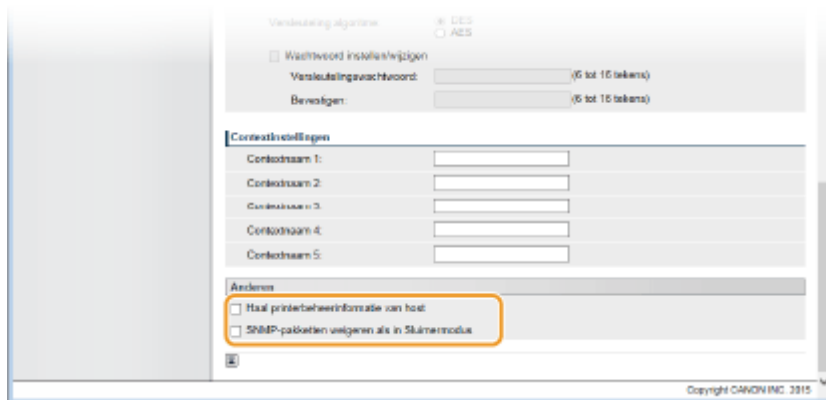 Versleuteling algoritme: DES
AES
Wachtwoord instellen/wijzigen
Versleutelingswachtwoord: (6 tot 16 tekens)
Bevestigen: (6 tot 16 tekens)
Contextinstellingen
Contextnaam 1:
Contextnaam 2:
Contextnaam 3:
Contextnaam 4:
Contextnaam 5:
Anderen
Haal printerbeheerinformatie van host
SNMP-pakketten weigeren als in Sluimermodus
Copyright CANON INC. 2015